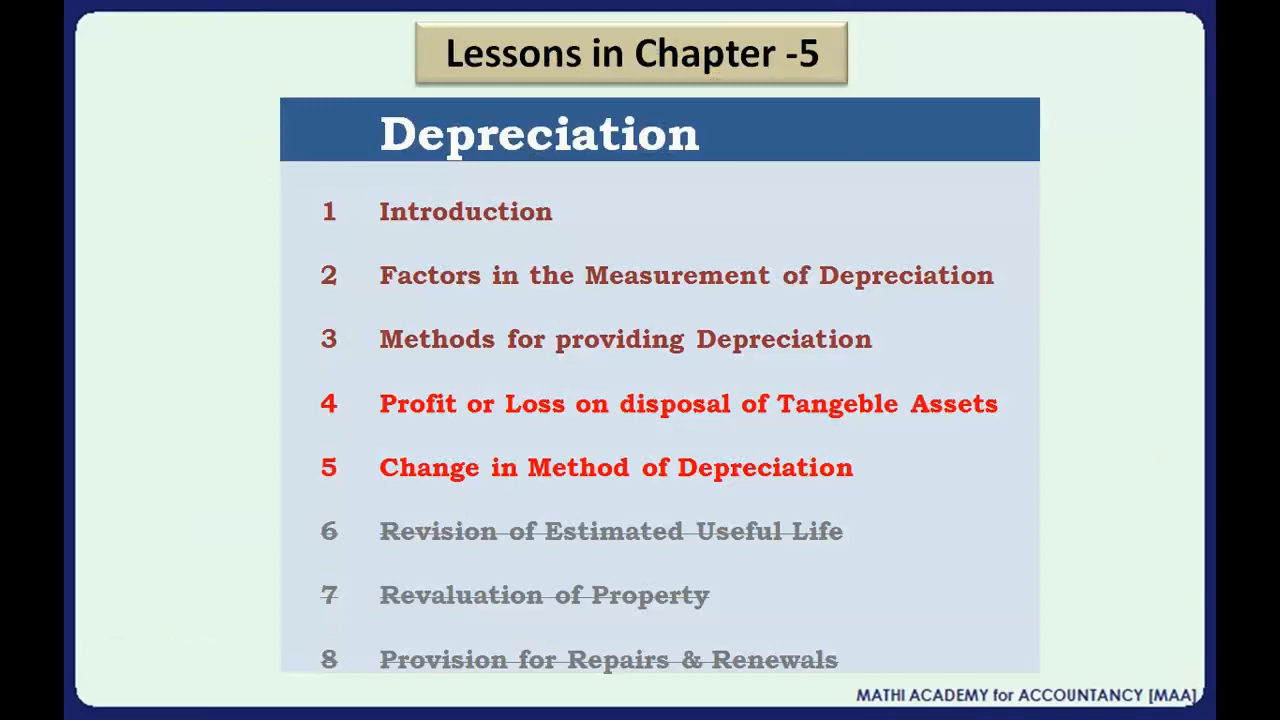 Lessons in Chapter -5
Depreciation
1 Introduction
2 Factors in the Measurement of Depreciation
3 Methods for providing Depreciation
4 Profit or Loss on disposal of Tangeble Assets
5 Change in Method of Depreciation
6 Revision of Estimated Useful Life
7 Revaluation of Property
8 Provision for Repairs & Renewals
MATHI ACADEMY for ACCOUNTANCY [MAA]